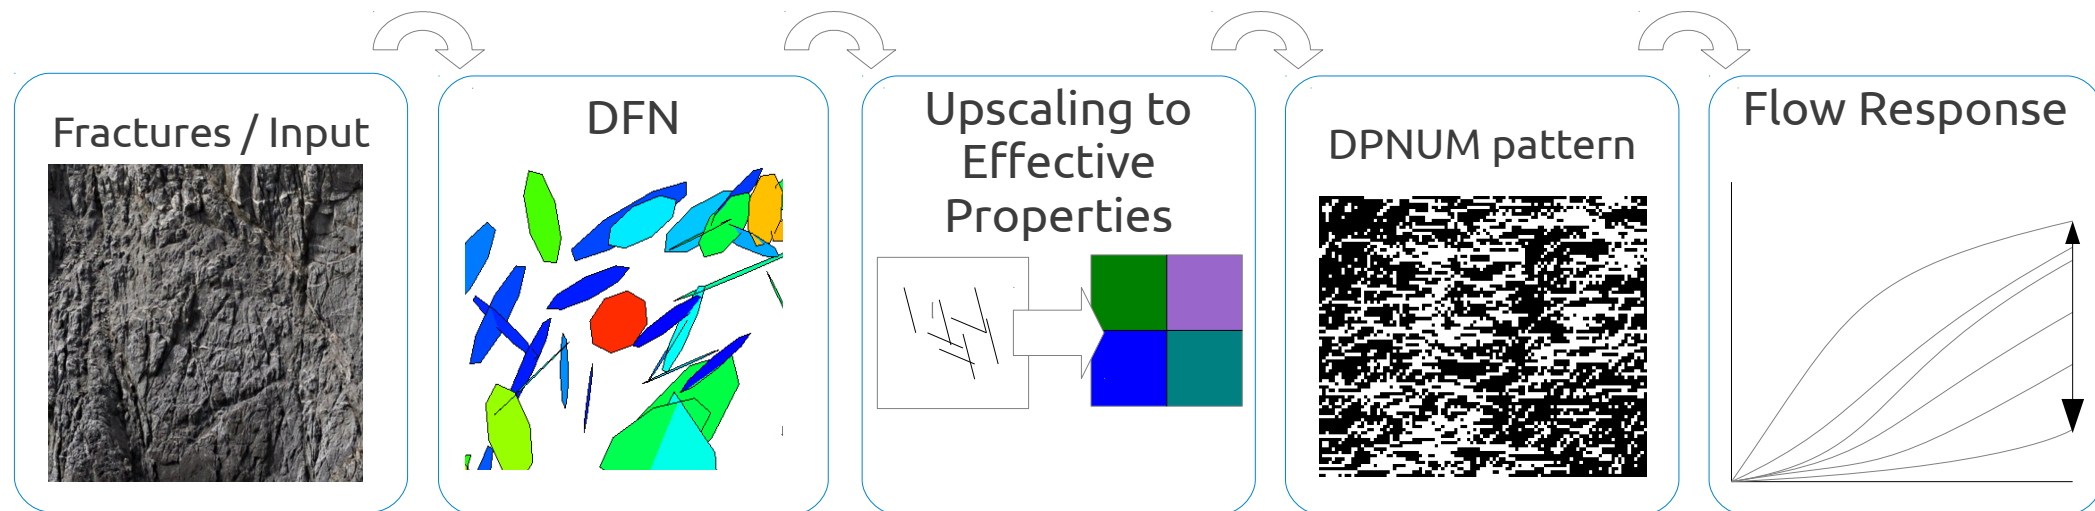 Fractures / Input
DFN
Upscaling to
Effective
Properties
DPNUM pattern
Flow Response